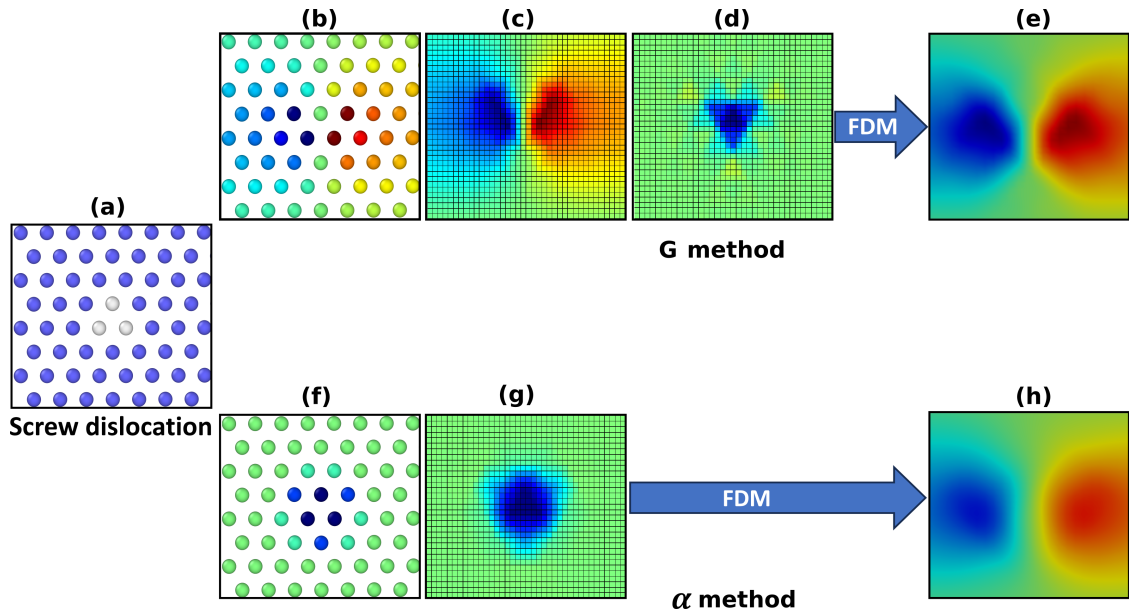 (b)
(c)
(d)
(e)
FDM
G method
(a)
Screw dislocation
(f)
(g)
(h)
FDM
α method